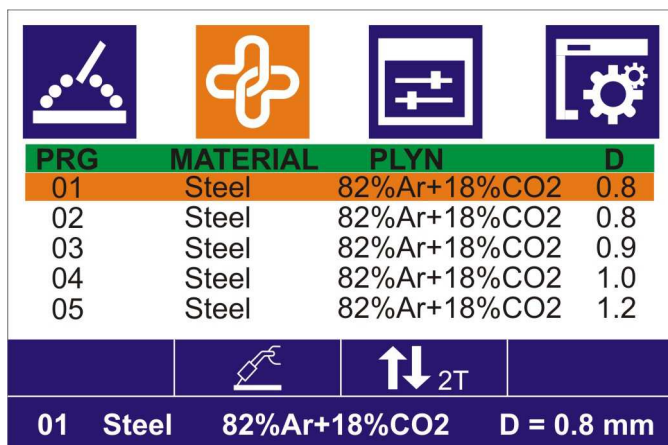 PRG MATERIAL PLYN D
01 Steel 82%Ar+18%CO2 0.8
02 Steel 82%Ar+18%CO2 0.8
03 Steel 82%Ar+18%CO2 0.9
04 Steel 82%Ar+18%CO2 1.0
05 Steel 82%Ar+18%CO2 1.2
2T
01 Steel 82%Ar+18%CO2 D = 0.8 mm